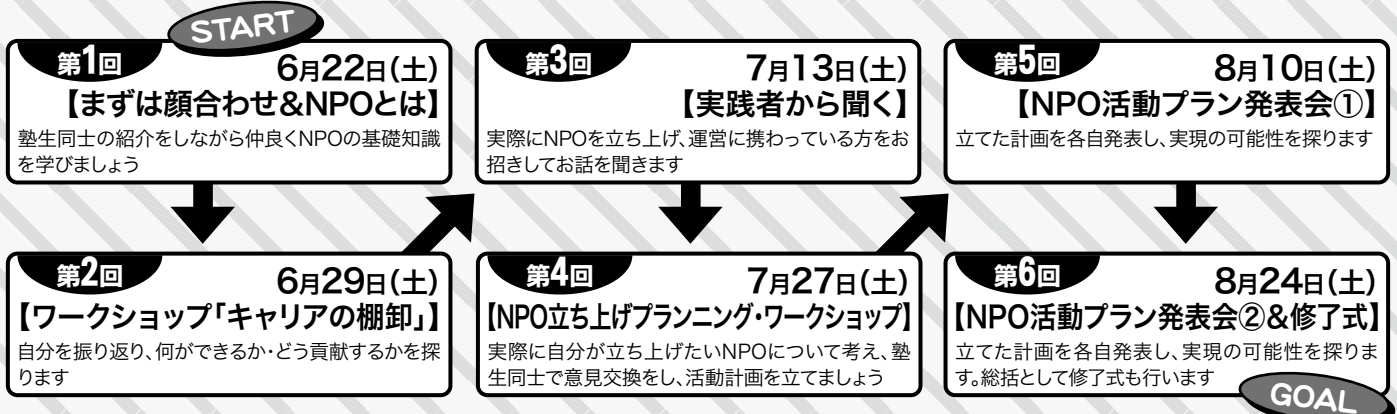 START
第1回
6月22日(土)
【まずは顔合わせ&NPOとは】
塾生同士の紹介をしながら仲良くNPOの基礎知識
を学びましょう
第2回
6月29日(土)
【ワークショップ「キャリアの棚卸」】
自分を振り返り、何ができるか・どう貢献するかを探
ります
第3回
7月13日(土)
【実践者から聞く】
実際にNPOを立ち上げ、運営に携わっている方をお
招きしてお話を聞きます
第4回
7月27日(土)
【NPO立ち上げプランニング・ワークショップ】
実際に自分が立ち上げたいNPOについて考え、塾
生同士で意見交換をし、活動計画を立てましょう
第5回
8月10日(土)
【NPO活動プラン発表会①】
立てた計画を各自発表し、実現の可能性を探ります
第6回
8月24日(土)
【NPO活動プラン発表会②&修了式】
立てた計画を各自発表し、実現の可能性を探りま
す。総括として修了式も行います
GOAL